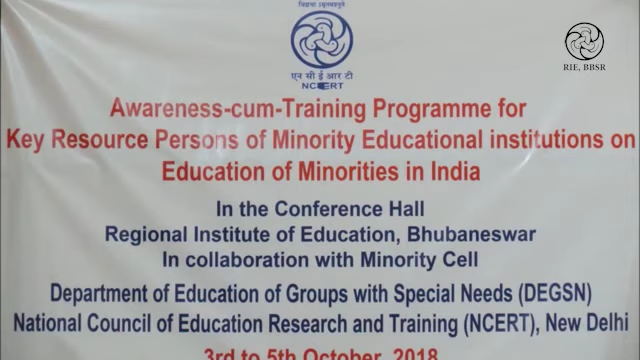 विद्यया ऽमृतमश्नुते
एन सी ई आर टी
NCERT
RIE, BBSR
Awareness-cum-Training Programme for
Key Resource Persons of Minority Educational institutions on
Education of Minorities in India
In the Conference Hall
Regional Institute of Education, Bhubaneswar
In collaboration with Minority Cell
Department of Education of Groups with Special Needs (DEGSN)
National Council of Education Research and Training (NCERT), New Delhi
3rd to 5th October, 2018